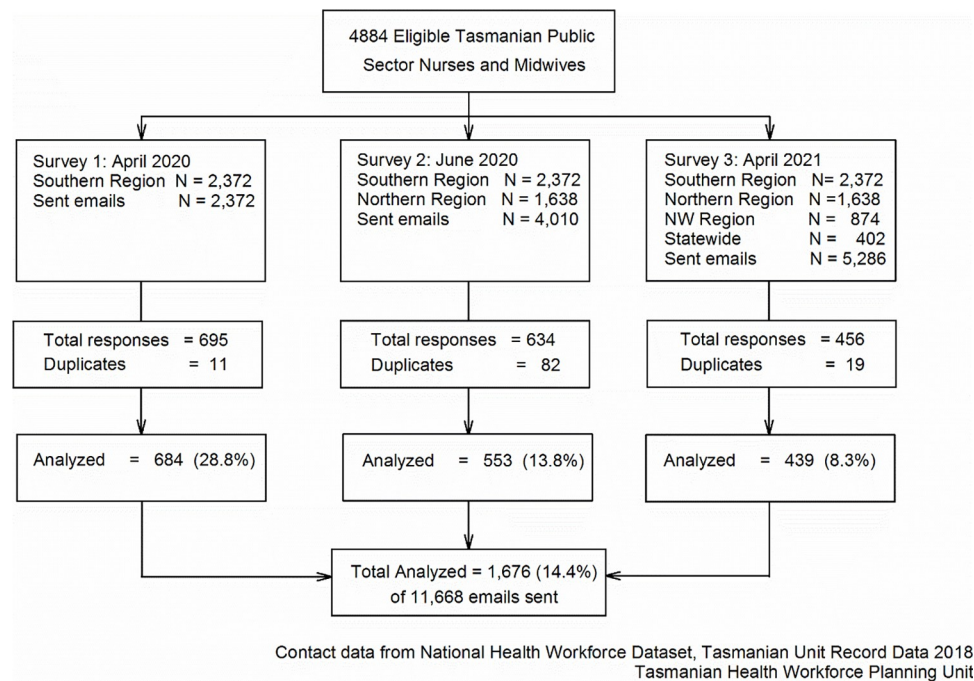 4884 Eligible Tasmanian Public
Sector Nurses and Midwives
Survey 1: April 2020
Southern Region N = 2,372
Sent emails N = 2,372
Survey 2: June 2020
Southern Region N = 2,372
Northern Region N = 1,638
Sent emails N = 4,010
Survey 3: April 2021
Southern Region N= 2,372
Northern Region N =1,638
NW Region N = 874
Statewide N = 402
Sent emails N = 5,286
Total responses = 695
Duplicates = 11
Total responses = 634
Duplicates = 82
Total responses = 456
Duplicates = 19
Analyzed = 684 (28.8%)
Analyzed = 553 (13.8%)
Analyzed = 439 (8.3%)
Total Analyzed = 1,676 (14.4%)
of 11,668 emails sent
Contact data from National Health Workforce Dataset, Tasmanian Unit Record Data 2018
Tasmanian Health Workforce Planning Unit